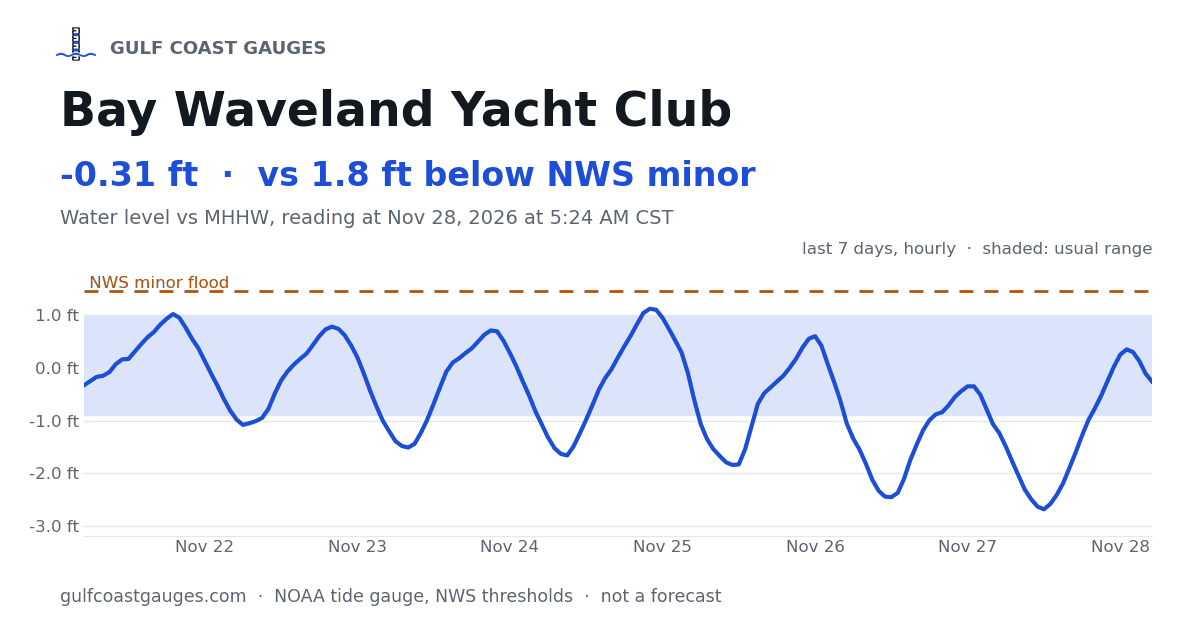 GULF COAST GAUGES
Bay Waveland Yacht Club
-0.31 ft · vs 1.8 ft below NWS minor
Water level vs MHHW, reading at Nov 28, 2026 at 5:24 AM CST
last 7 days, hourly · shaded: usual range
NWS minor flood
1.0 ft
0.0 ft
-1.0 ft
-2.0 ft
-3.0 ft
Nov 22 Nov 23 Nov 24 Nov 25 Nov 26 Nov 27 Nov 28
gulfcoastgauges.com · NOAA tide gauge, NWS thresholds · not a forecast